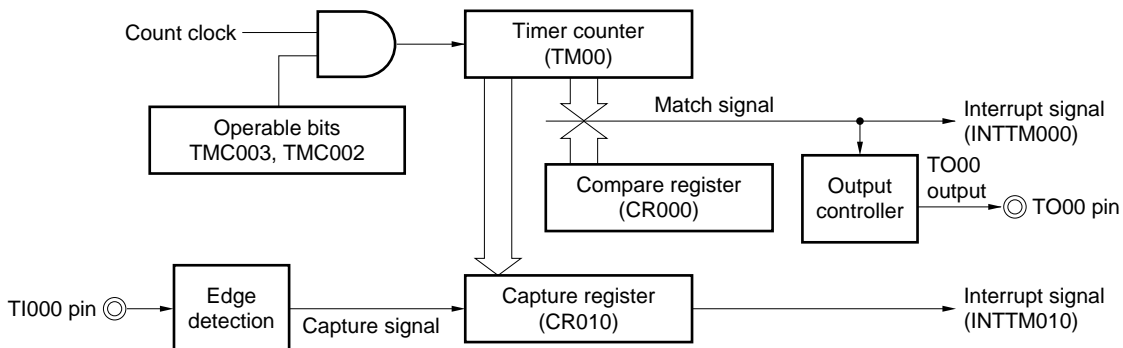 Count clock
Timer counter
(TM00)
Operable bits
TMC003, TMC002
Match signal
Interrupt signal
(INTTM000)
Compare register
(CR000)
Output
controller
TO00
output
TO00 pin
TI000 pin
Edge
detection
Capture signal
Capture register
(CR010)
Interrupt signal
(INTTM010)